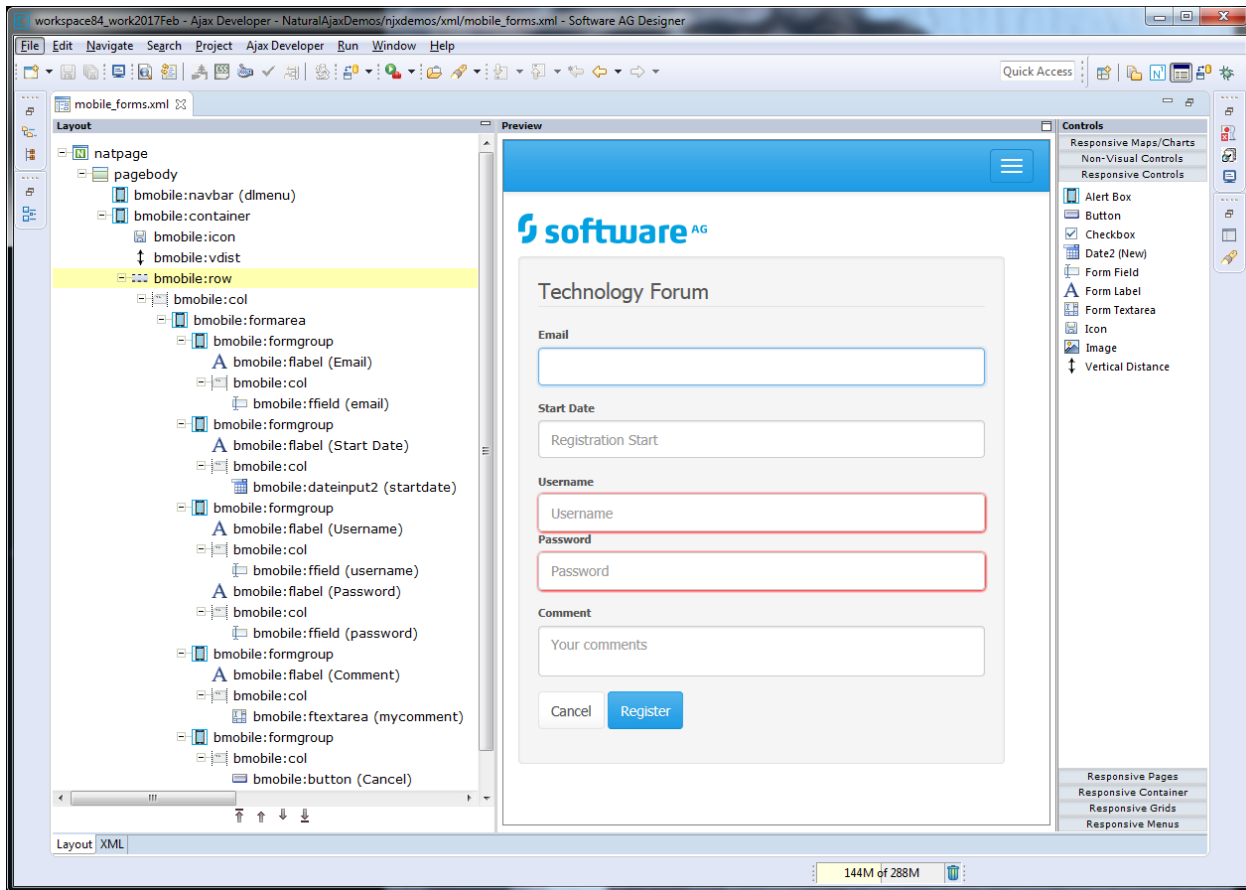 workspace84_work2017Feb - Ajax Developer - NaturalAjaxDemos/njxdemos/xml/mobile_forms.xml - Software AG Designer
File Edit Navigate Search Project Ajax Developer Run Window Help
Quick Access
mobile_forms.xml
Layout
natpage
pagebody
bmobile:navbar (dlmenu)
bmobile:container
bmobile:icon
bmobile:vdist
bmobile:row
bmobile:col
bmobile:formarea
bmobile:formgroup
bmobile:flabel (Email)
bmobile:col
bmobile:ffield (email)
bmobile:formgroup
bmobile:flabel (Start Date)
bmobile:col
bmobile:dateinput2 (startdate)
bmobile:formgroup
bmobile:flabel (Username)
bmobile:col
bmobile:ffield (username)
bmobile:flabel (Password)
bmobile:col
bmobile:ffield (password)
bmobile:formgroup
bmobile:flabel (Comment)
bmobile:col
bmobile:ftextarea (mycomment)
bmobile:formgroup
bmobile:col
bmobile:button (Cancel)
Layout XML
Preview
software AG
Technology Forum
Email
Start Date
Registration Start
Username
Username
Password
Password
Comment
Your comments
Cancel Register
Controls
Responsive Maps/Charts
Non-Visual Controls
Responsive Controls
Alert Box
Button
Checkbox
Date2 (New)
Form Field
Form Label
Form Textarea
Icon
Image
Vertical Distance
Responsive Pages
Responsive Container
Responsive Grids
Responsive Menus
144M of 288M